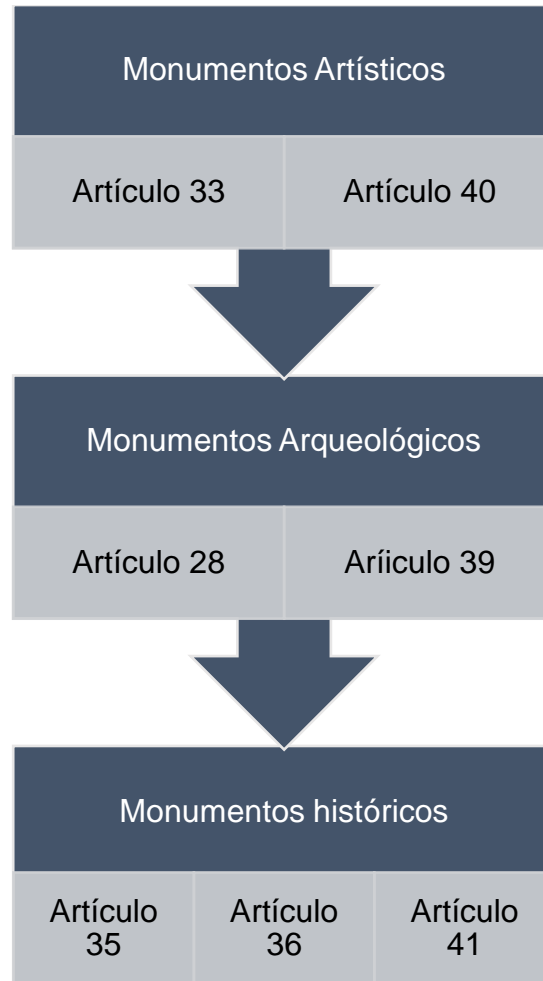 Monumentos Artísticos
Artículo 33
Artículo 40
Monumentos Arqueológicos
Artículo 28
Aríiculo 39
Monumentos históricos
Artículo
35
Artículo
36
Artículo
41